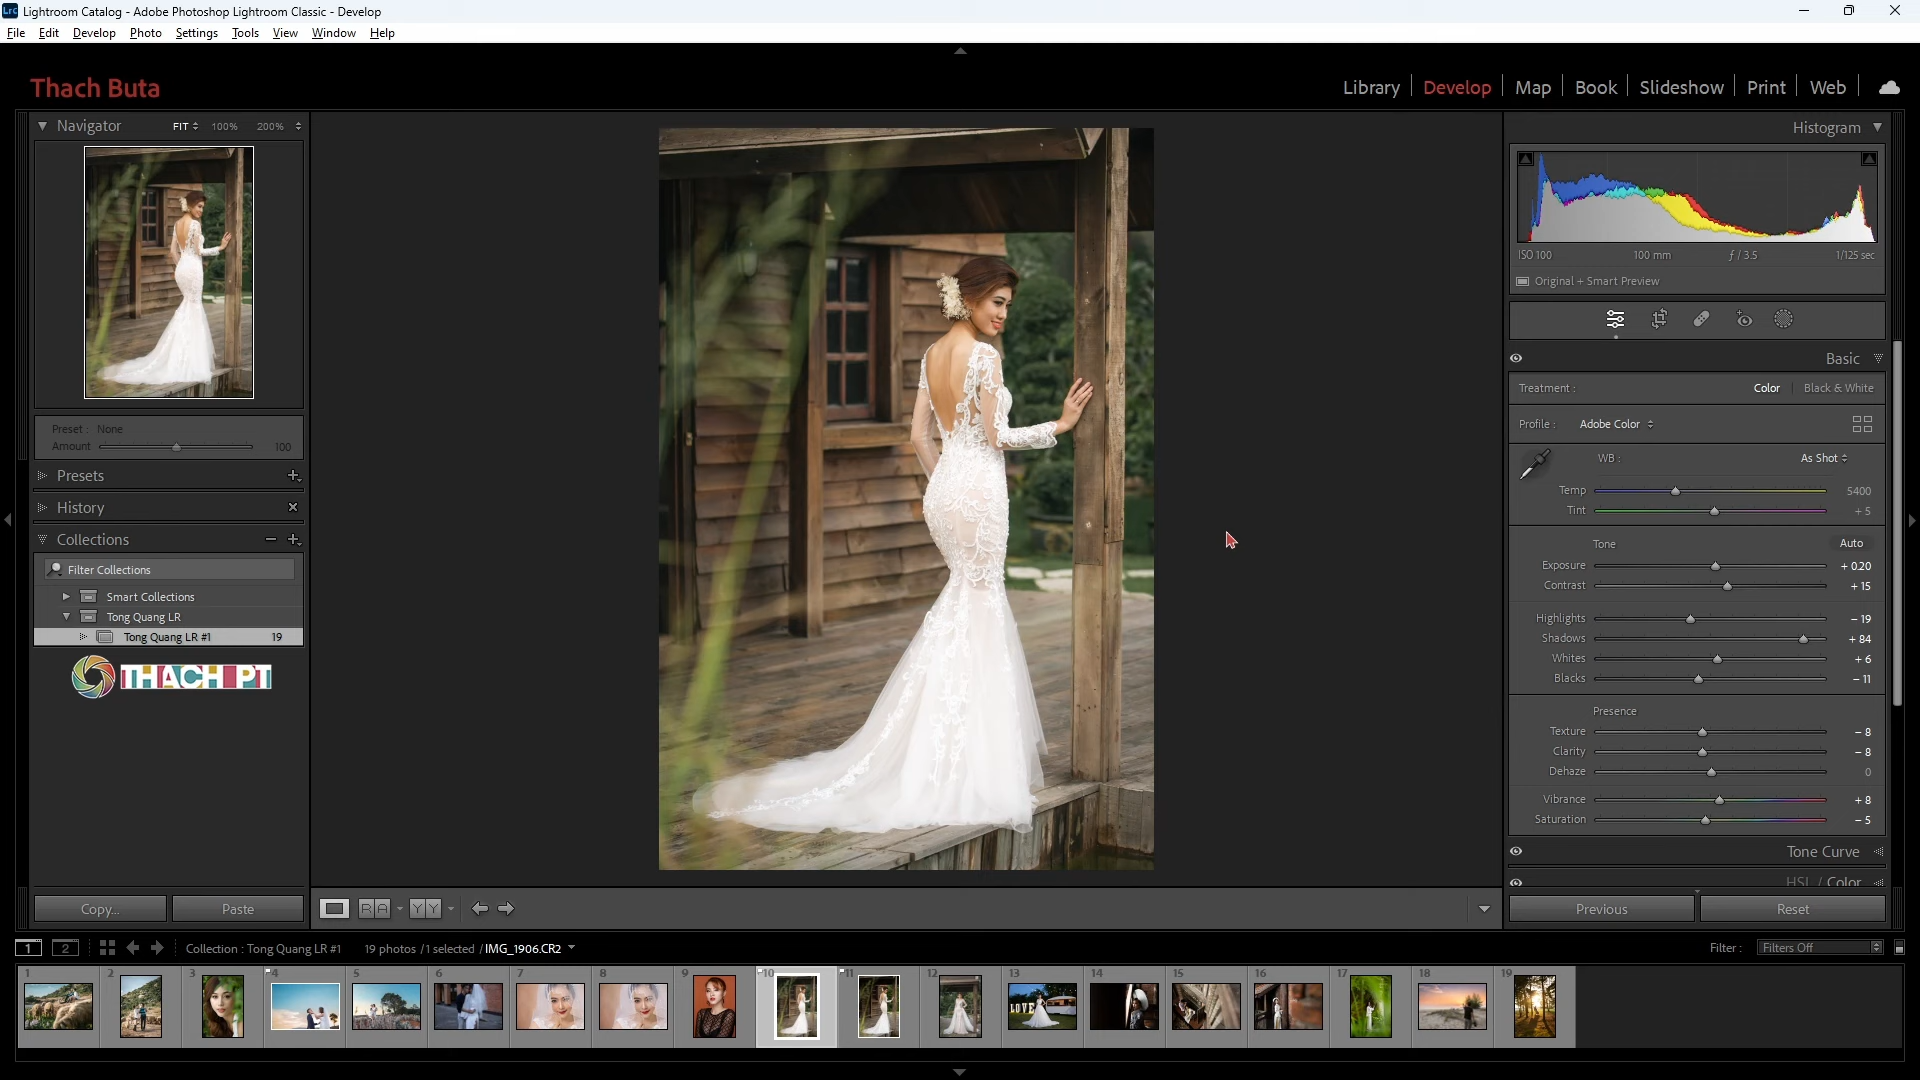 Lrc Lightroom Catalog - Adobe Photoshop Lightroom Classic - Develop
File Edit Develop Photo Settings Tools View Window Help
Thach Buta
Library Develop Map Book Slideshow Print Web
Navigator FIT 100% 200%
Preset : None
Amount 100
Presets
History
Collections
Filter Collections
Smart Collections
Tong Quang LR
Tong Quang LR #1 19
THACH PT
Copy... Paste
Histogram
ISO 100 100 mm f / 3.5 1/125 sec
Original + Smart Preview
Basic
Treatment : Color Black & White
Profile : Adobe Color
WB : As Shot
Temp 5400
Tint + 5
Tone Auto
Exposure + 0.20
Contrast + 15
Highlights - 19
Shadows + 84
Whites + 6
Blacks - 11
Presence
Texture - 8
Clarity - 8
Dehaze 0
Vibrance + 8
Saturation - 5
Tone Curve
HSL / Color
Previous Reset
R A Y Y
1 2 Collection : Tong Quang LR #1 19 photos / 1 selected / IMG_1906.CR2 Filter : Filters Off
1 2 3 4 5 6 7 8 9 10 11 12 13 14 15 16 17 18 19
LOVE